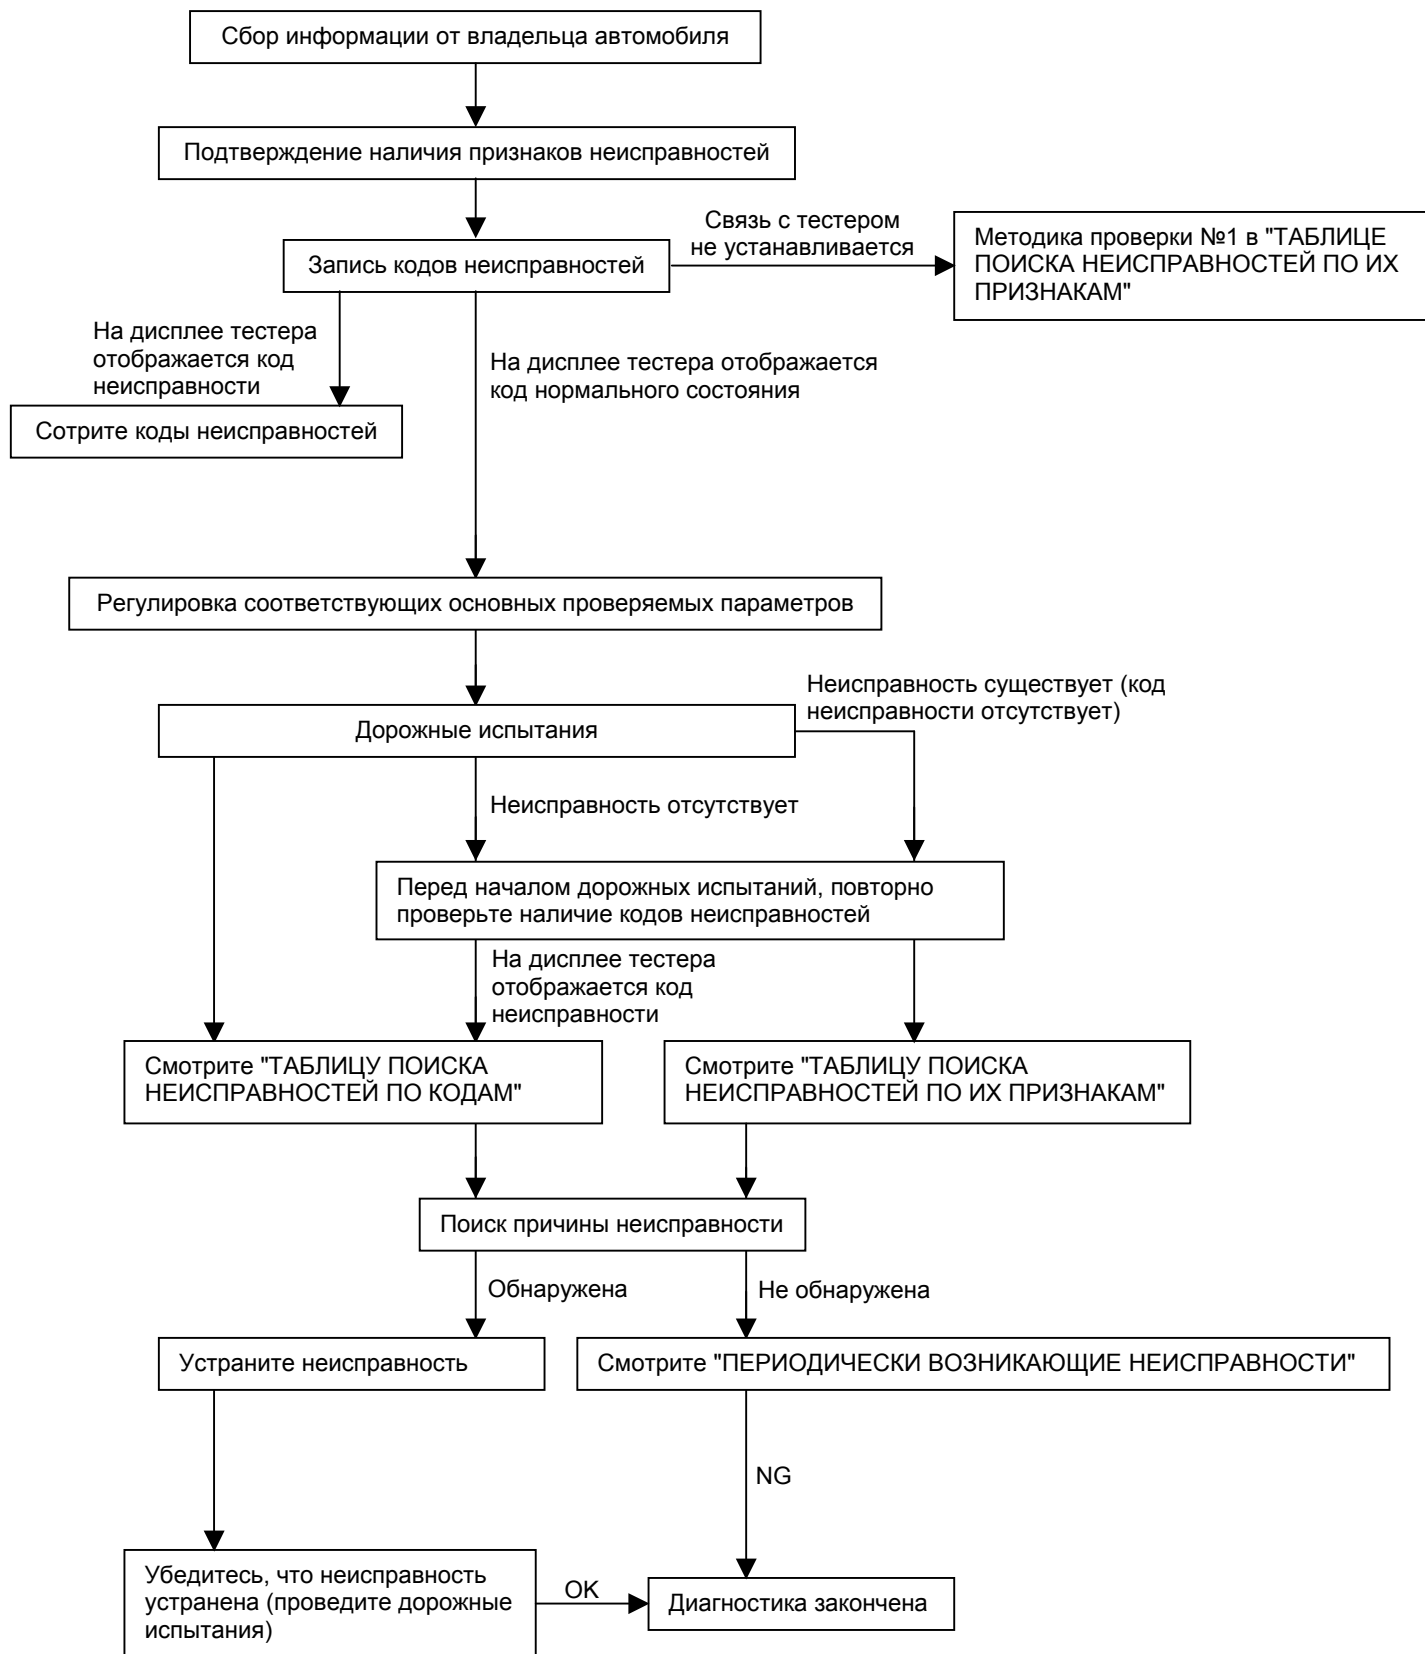 Сбор информации от владельца автомобиля
Подтверждение наличия признаков неисправностей
Связь с тестером
не устанавливается
Запись кодов неисправностей
Методика проверки №1 в "ТАБЛИЦЕ
ПОИСКА НЕИСПРАВНОСТЕЙ ПО ИХ
ПРИЗНАКАМ"
На дисплее тестера
отображается код
неисправности
На дисплее тестера отображается
код нормального состояния
Сотрите коды неисправностей
Регулировка соответствующих основных проверяемых параметров
Неисправность существует (код
неисправности отсутствует)
Дорожные испытания
Неисправность отсутствует
Перед началом дорожных испытаний, повторно
проверьте наличие кодов неисправностей
На дисплее тестера
отображается код
неисправности
Смотрите "ТАБЛИЦУ ПОИСКА
НЕИСПРАВНОСТЕЙ ПО КОДАМ"
Смотрите "ТАБЛИЦУ ПОИСКА
НЕИСПРАВНОСТЕЙ ПО ИХ ПРИЗНАКАМ"
Поиск причины неисправности
Обнаружена
Не обнаружена
Устраните неисправность
Смотрите "ПЕРИОДИЧЕСКИ ВОЗНИКАЮЩИЕ НЕИСПРАВНОСТИ"
NG
Убедитесь, что неисправность
устранена (проведите дорожные
испытания)
OK
Диагностика закончена